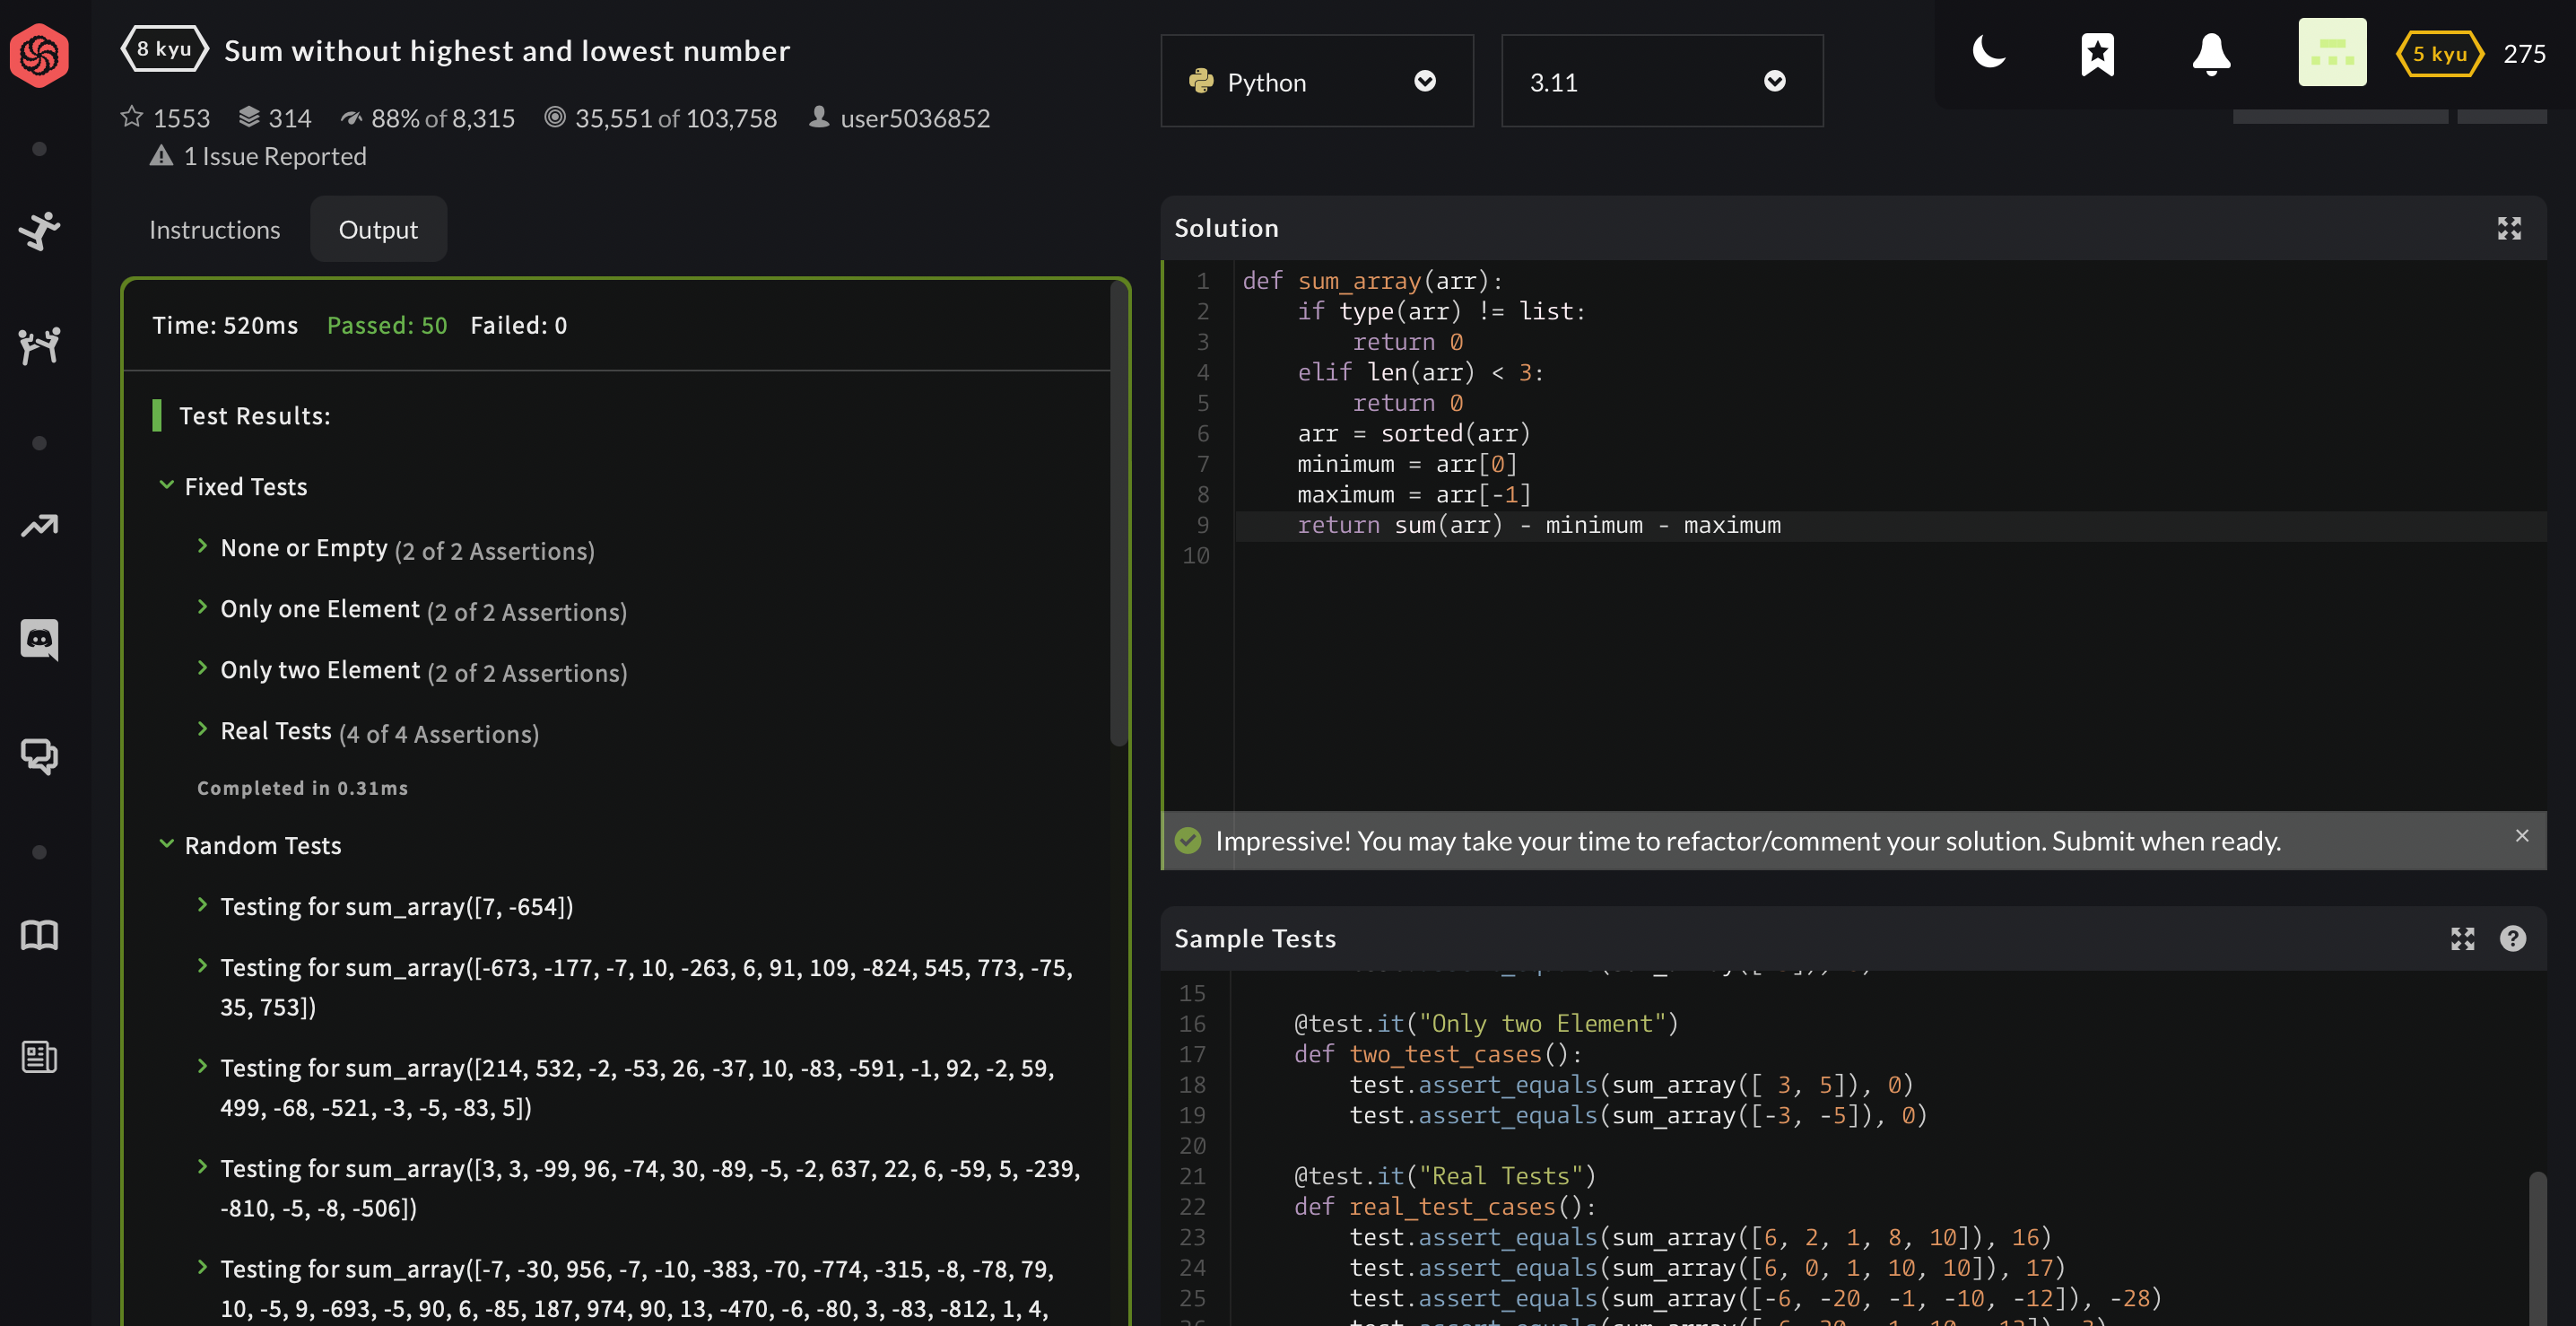 8 kyu Sum without highest and lowest number
1553 314 88% of 8,315 35,551 of 103,758 user5036852
1 Issue Reported
Python
3.11
5 kyu 275
Instructions Output
Time: 520ms Passed: 50 Failed: 0
Test Results:
Fixed Tests
None or Empty (2 of 2 Assertions)
Only one Element (2 of 2 Assertions)
Only two Element (2 of 2 Assertions)
Real Tests (4 of 4 Assertions)
Completed in 0.31ms
Random Tests
Testing for sum_array([7, -654])
Testing for sum_array([-673, -177, -7, 10, -263, 6, 91, 109, -824, 545, 773, -75,
35, 753])
Testing for sum_array([214, 532, -2, -53, 26, -37, 10, -83, -591, -1, 92, -2, 59,
499, -68, -521, -3, -5, -83, 5])
Testing for sum_array([3, 3, -99, 96, -74, 30, -89, -5, -2, 637, 22, 6, -59, 5, -239,
-810, -5, -8, -506])
Testing for sum_array([-7, -30, 956, -7, -10, -383, -70, -774, -315, -8, -78, 79,
10, -5, 9, -693, -5, 90, 6, -85, 187, 974, 90, 13, -470, -6, -80, 3, -83, -812, 1, 4,
Solution
1 def sum_array(arr):
2 if type(arr) != list:
3 return 0
4 elif len(arr) < 3:
5 return 0
6 arr = sorted(arr)
7 minimum = arr[0]
8 maximum = arr[-1]
9 return sum(arr) - minimum - maximum
10
Impressive! You may take your time to refactor/comment your solution. Submit when ready.
Sample Tests
15
16 @test.it("Only two Element")
17 def two_test_cases():
18 test.assert_equals(sum_array([ 3, 5]), 0)
19 test.assert_equals(sum_array([-3, -5]), 0)
20
21 @test.it("Real Tests")
22 def real_test_cases():
23 test.assert_equals(sum_array([6, 2, 1, 8, 10]), 16)
24 test.assert_equals(sum_array([6, 0, 1, 10, 10]), 17)
25 test.assert_equals(sum_array([-6, -20, -1, -10, -12]), -28)